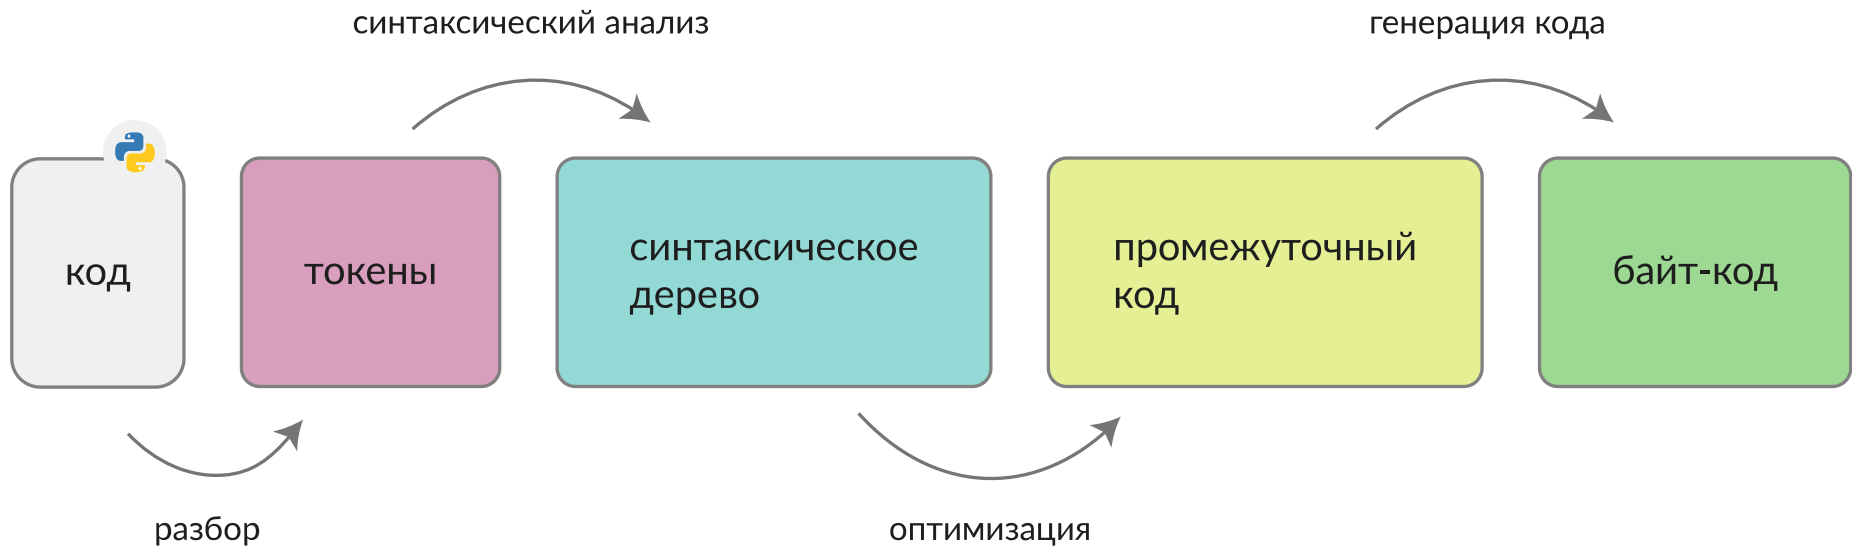 синтаксический анализ
генерация кода
код
токены
синтаксическое
дерево
промежуточный
код
байт-код
разбор
оптимизация